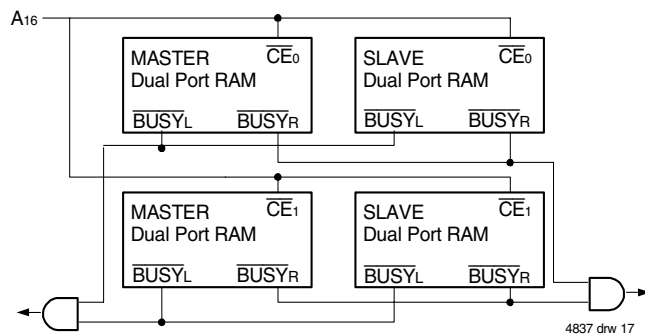 A16
MASTER
Dual Port RAM
CE0
BUSYL BUSYR
SLAVE
Dual Port RAM
CE0
BUSYL BUSYR
MASTER
Dual Port RAM
CE1
BUSYL BUSYR
SLAVE
Dual Port RAM
CE1
BUSYL BUSYR
4837 drw 17